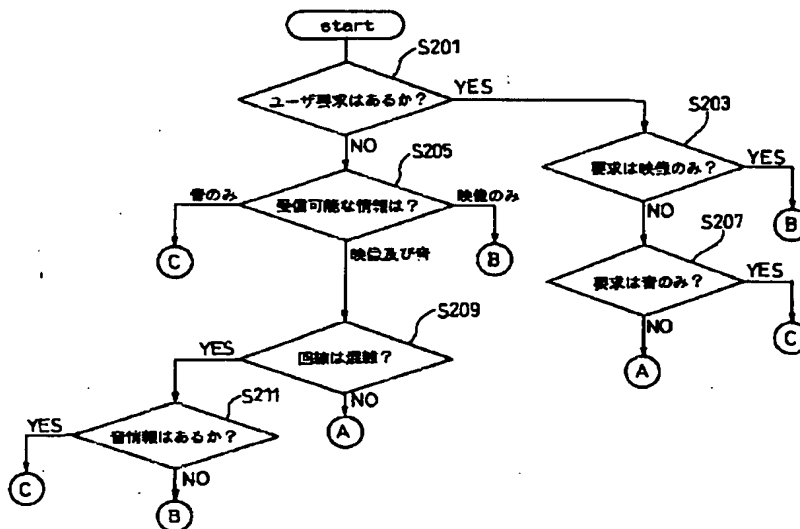 start
S201
ユーザ要求はあるか?
YES
NO
S203
要求は映像のみ?
YES
B
NO
S205
受信可能な情報は?
音のみ
C
映像のみ
B
映像及び音
S207
要求は音のみ?
YES
C
NO
A
S209
回線は混雑?
YES
NO
A
S211
音情報はあるか?
YES
C
NO
B